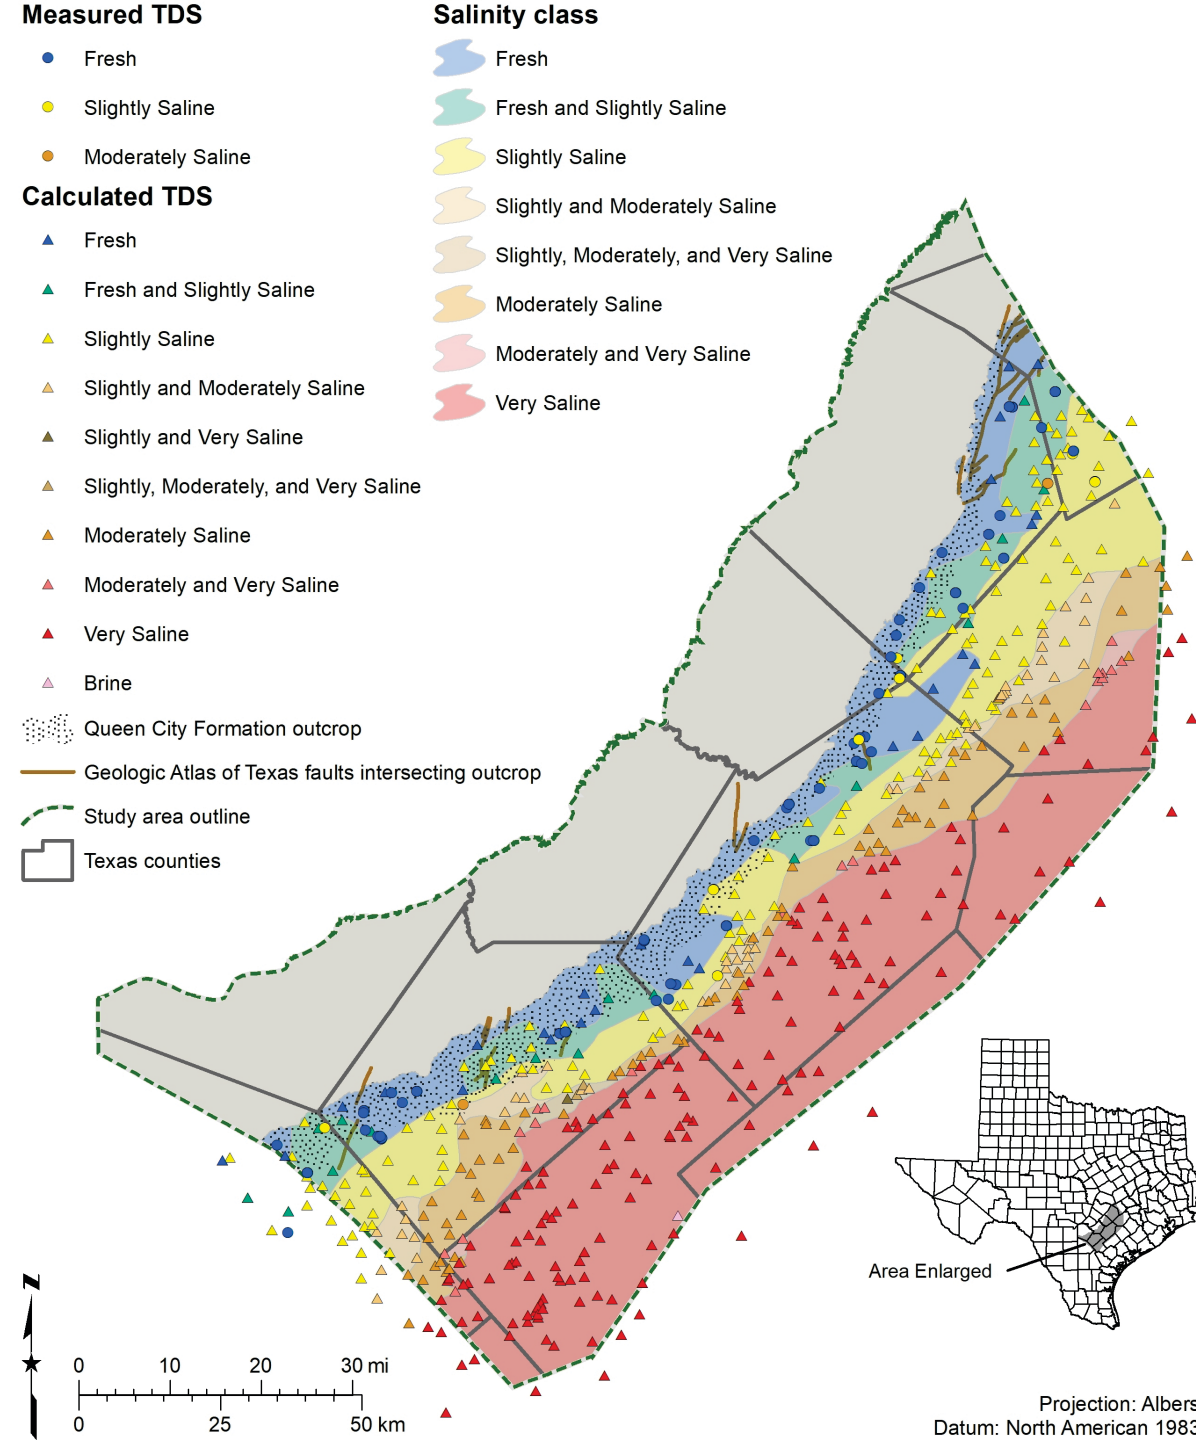 Measured TDS
Fresh
Slightly Saline
Moderately Saline
Calculated TDS
Fresh
Fresh and Slightly Saline
Slightly Saline
Slightly and Moderately Saline
Slightly and Very Saline
Slightly, Moderately, and Very Saline
Moderately Saline
Moderately and Very Saline
Very Saline
Brine
Queen City Formation outcrop
Geologic Atlas of Texas faults intersecting outcrop
Study area outline
Texas counties
Salinity class
Fresh
Fresh and Slightly Saline
Slightly Saline
Slightly and Moderately Saline
Slightly, Moderately, and Very Saline
Moderately Saline
Moderately and Very Saline
Very Saline
Area Enlarged
N
0 10 20 30 mi
0 25 50 km
Projection: Albers
Datum: North American 1983